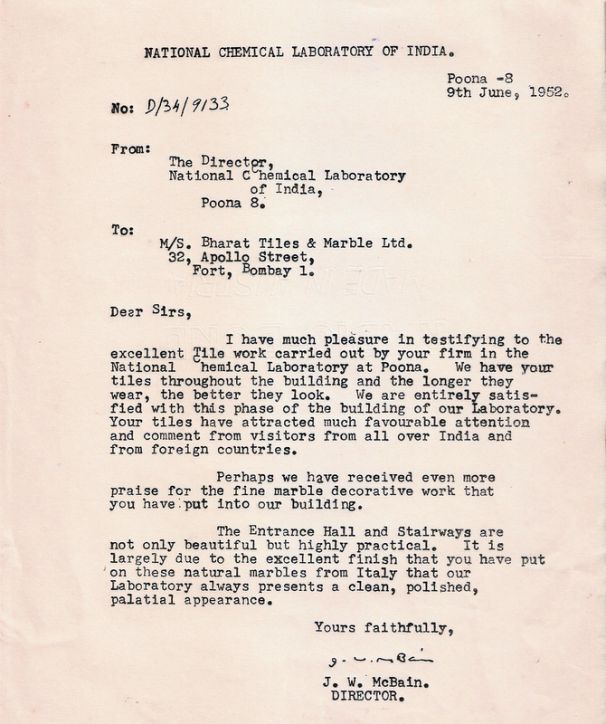 NATIONAL CHEMICAL LABORATORY OF INDIA.
Poona -8
9th June, 1952.
No: D/34/9133
From:
The Director,
National Chemical Laboratory
of India,
Poona 8.
To:
M/S. Bharat Tiles & Marble Ltd.
32, Apollo Street,
Fort, Bombay 1.
Dear Sirs,
I have much pleasure in testifying to the
excellent Tile work carried out by your firm in the
National hemical Laboratory at Poona. We have your
tiles throughout the building and the longer they
wear, the better they look. We are entirely satis-
fied with this phase of the building of our Laboratory.
Your tiles have attracted much favourable attention
and comment from visitors from all over India and
from foreign countries.
Perhaps we have received even more
praise for the fine marble decorative work that
you have put into our building.
The Entrance Hall and Stairways are
not only beautiful but highly practical. It is
largely due to the excellent finish that you have put
on these natural marbles from Italy that our
Laboratory always presents a clean, polished,
palatial appearance.
Yours faithfully,
J. W. McBain
J. W. McBain.
DIRECTOR.